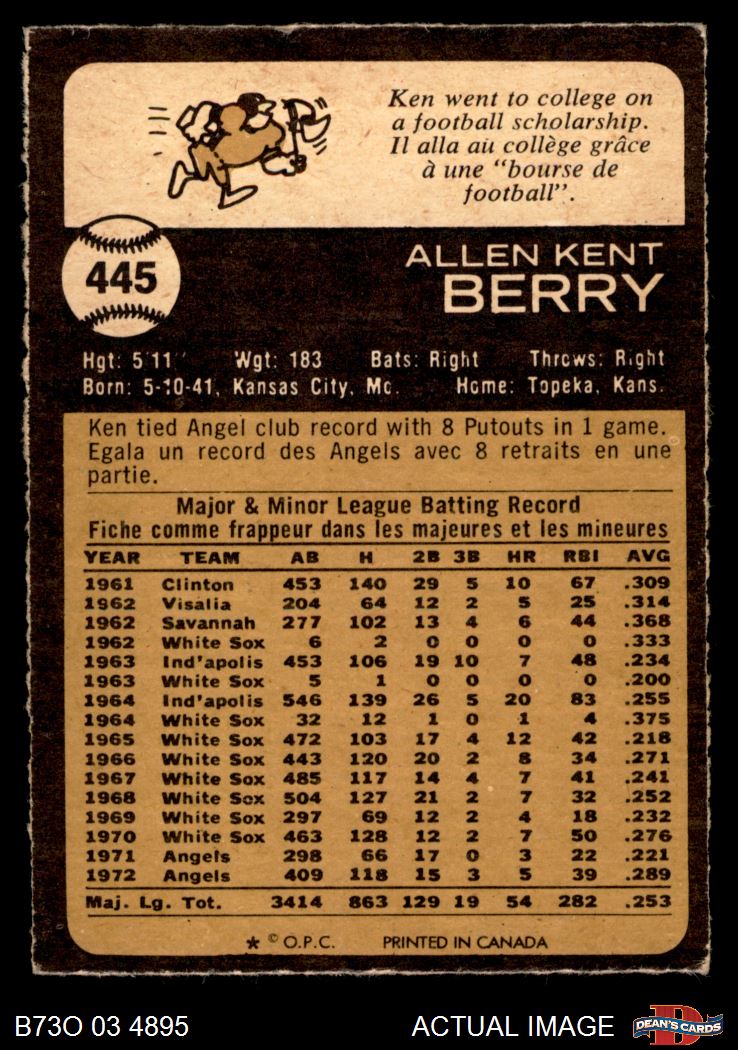 Ken went to college on
a football scholarship.
Il alla au collège grâce
à une "bourse de
football".
445
ALLEN KENT
BERRY
Hgt: 5'11" Wgt: 183 Bats: Right Throws: Right
Born: 5-10-41, Kansas City, Mo. Home: Topeka, Kans.
Ken tied Angel club record with 8 Putouts in 1 game.
Egala un record des Angels avec 8 retraits en une
partie.
Major & Minor League Batting Record
Fiche comme frappeur dans les majeures et les mineures
YEAR TEAM AB H 2B 3B HR RBI AVG
1961 Clinton 453 140 29 5 10 67 .309
1962 Visalia 204 64 12 2 5 25 .314
1962 Savannah 277 102 13 4 6 44 .368
1962 White Sox 6 2 0 0 0 0 .333
1963 Ind'apolis 453 106 19 10 7 48 .234
1963 White Sox 5 1 0 0 0 0 .200
1964 Ind'apolis 546 139 26 5 20 83 .255
1964 White Sox 32 12 1 0 1 4 .375
1965 White Sox 472 103 17 4 12 42 .218
1966 White Sox 443 120 20 2 8 34 .271
1967 White Sox 485 117 14 4 7 41 .241
1968 White Sox 504 127 21 2 7 32 .252
1969 White Sox 297 69 12 2 4 18 .232
1970 White Sox 463 128 12 2 7 50 .276
1971 Angels 298 66 17 0 3 22 .221
1972 Angels 409 118 15 3 5 39 .289
Maj. Lg. Tot. 3414 863 129 19 54 282 .253
★ © O.P.C. PRINTED IN CANADA
B73O 03 4895 ACTUAL IMAGE DEAN'S CARDS